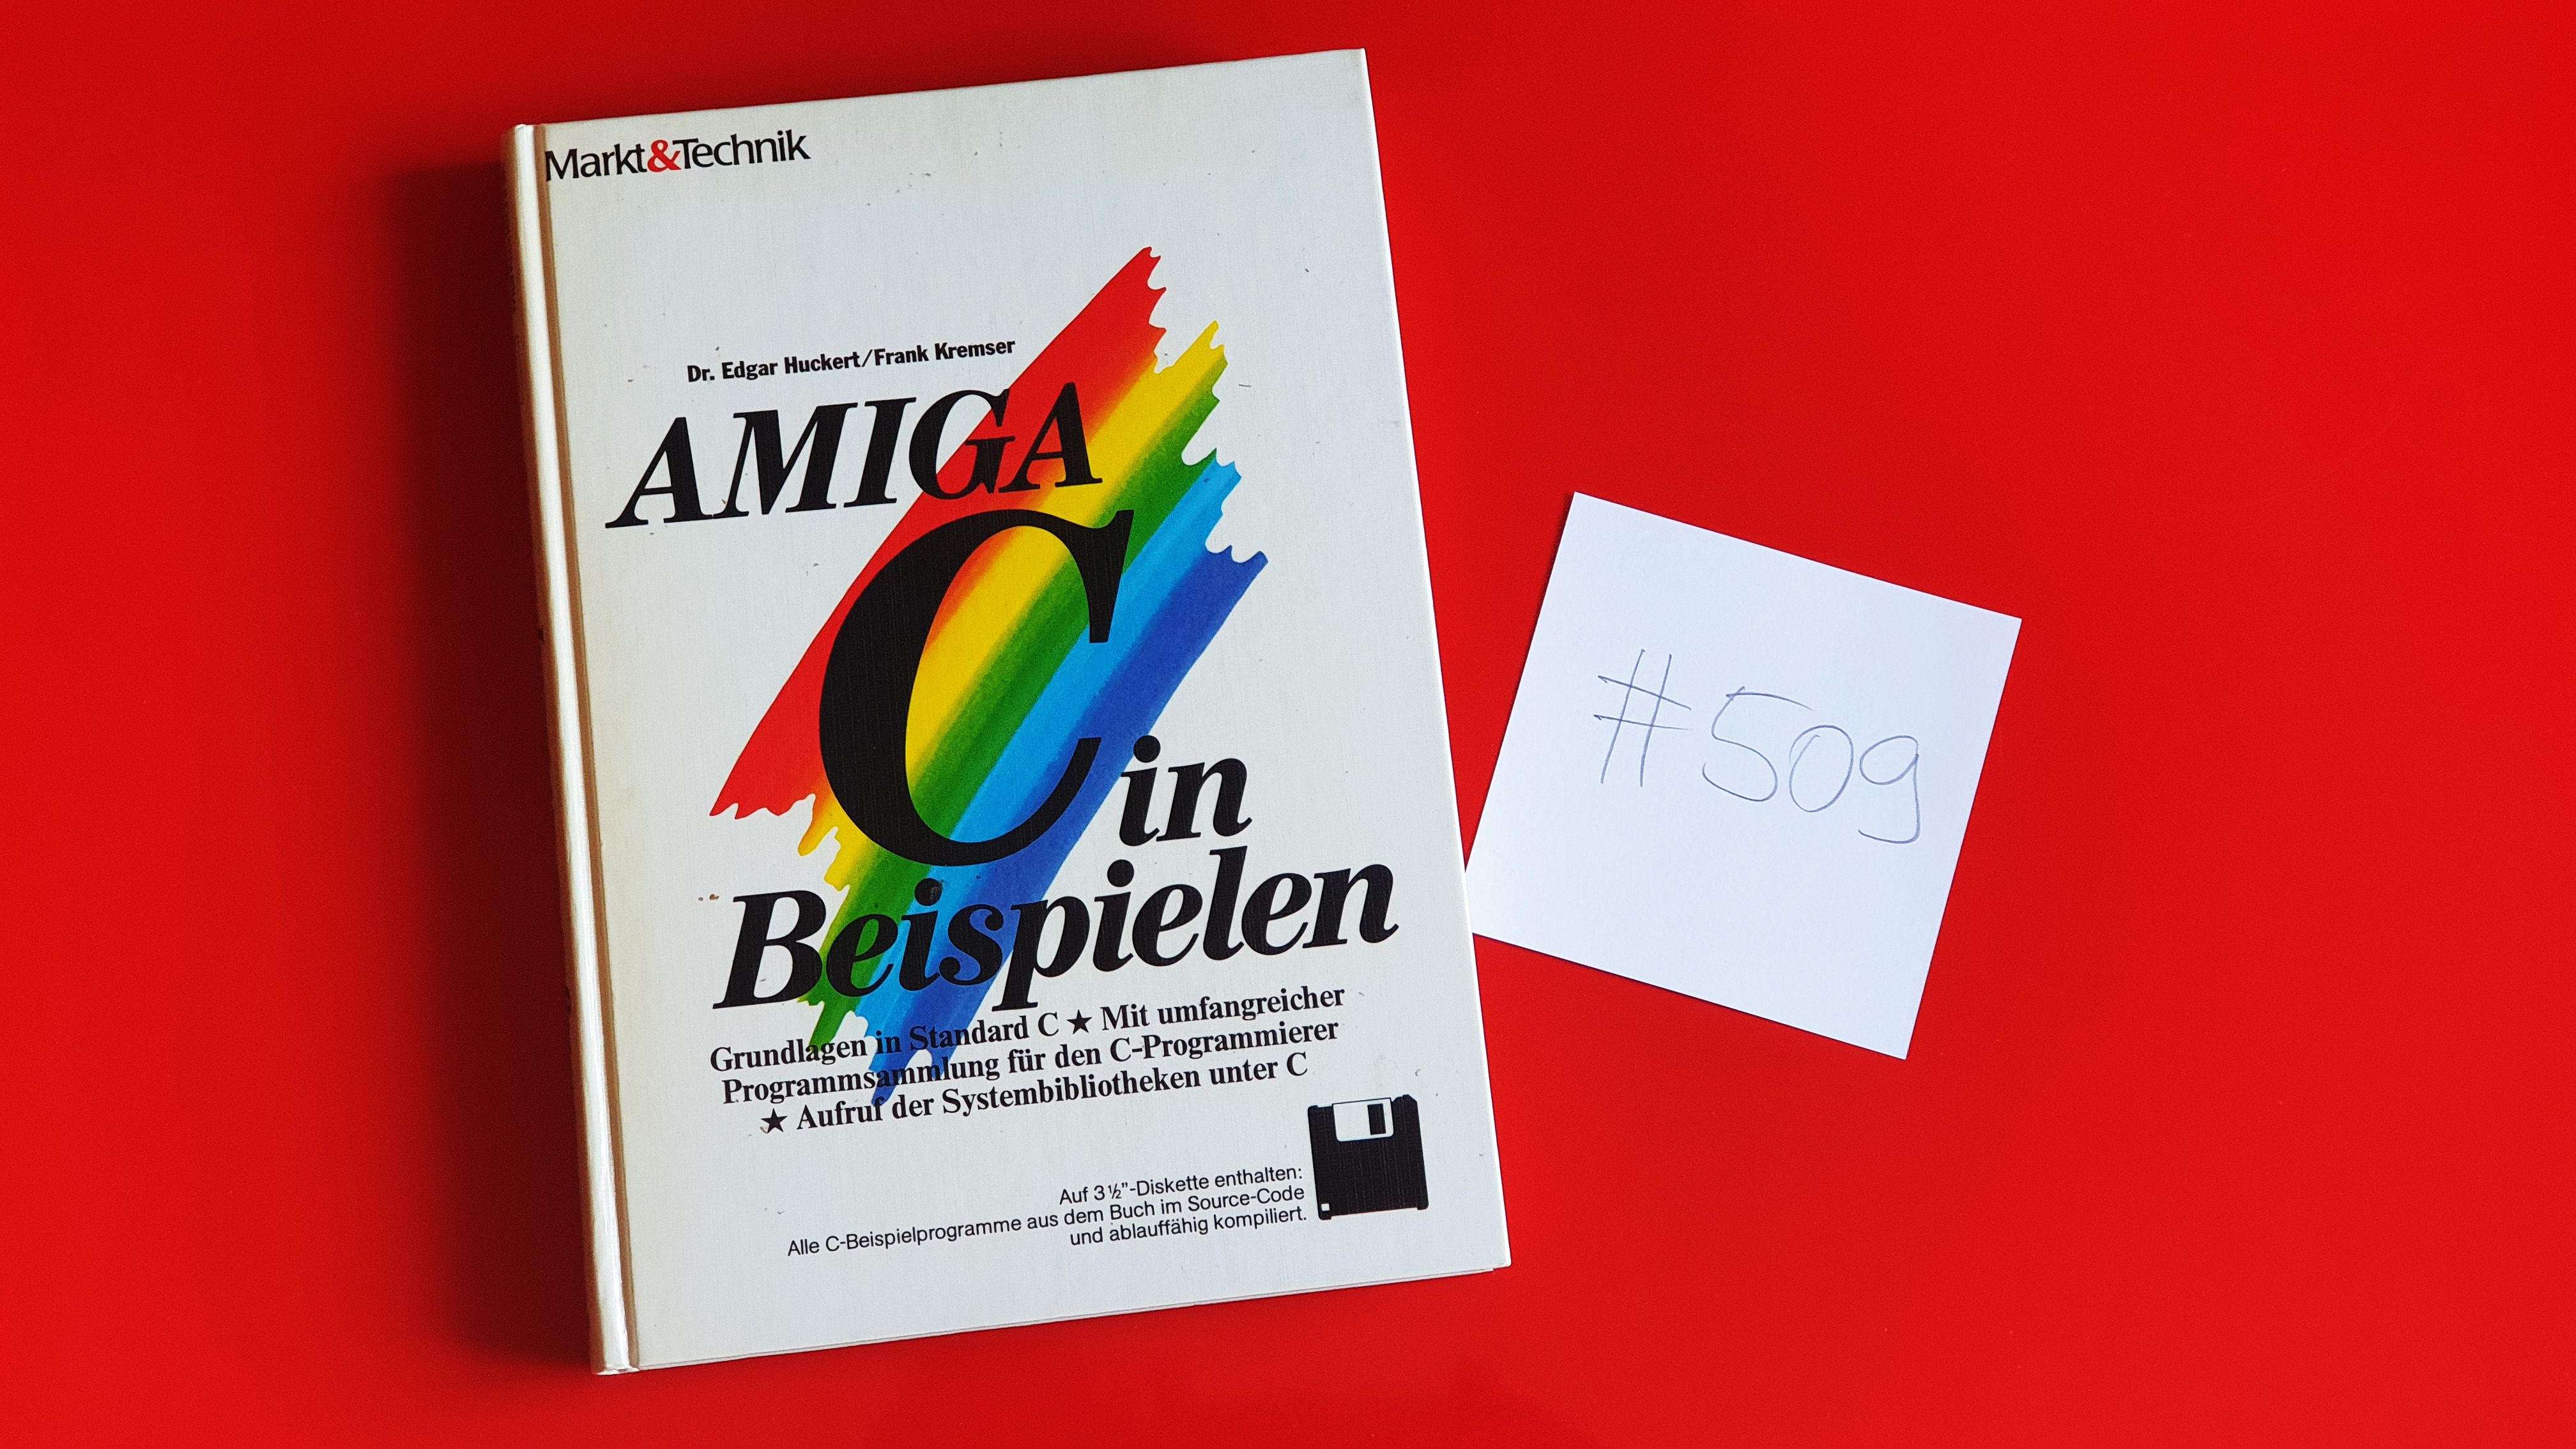 Markt&Technik
Dr. Edgar Huckert/Frank Kremser
AMIGA
C in
Beispielen
Grundlagen in Standard C ★ Mit umfangreicher
Programmsammlung für den C-Programmierer
★ Aufruf der Systembibliotheken unter C
Auf 3½"-Diskette enthalten:
Alle C-Beispielprogramme aus dem Buch im Source-Code
und ablauffähig kompiliert.
#509